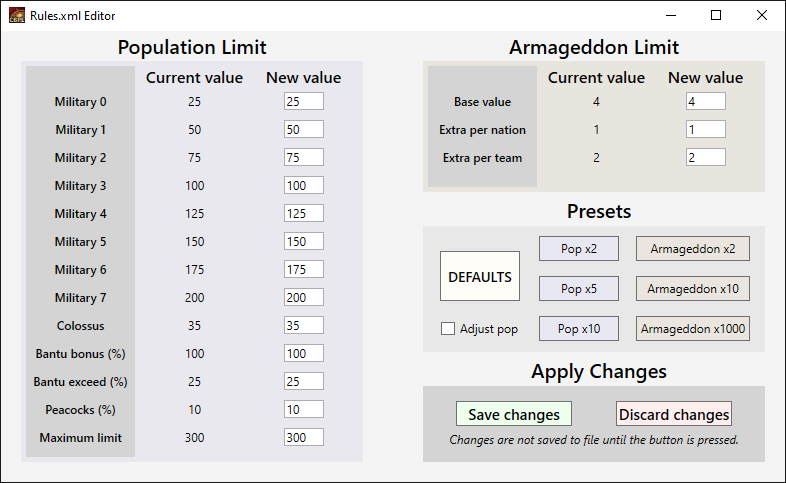 Rules.xml Editor
Population Limit
Current value New value
Military 0 25 25
Military 1 50 50
Military 2 75 75
Military 3 100 100
Military 4 125 125
Military 5 150 150
Military 6 175 175
Military 7 200 200
Colossus 35 35
Bantu bonus (%) 100 100
Bantu exceed (%) 25 25
Peacocks (%) 10 10
Maximum limit 300 300
Armageddon Limit
Current value New value
Base value 4 4
Extra per nation 1 1
Extra per team 2 2
Presets
DEFAULTS
Adjust pop
Pop x2 Armageddon x2
Pop x5 Armageddon x10
Pop x10 Armageddon x1000
Apply Changes
Save changes Discard changes
Changes are not saved to file until the button is pressed.